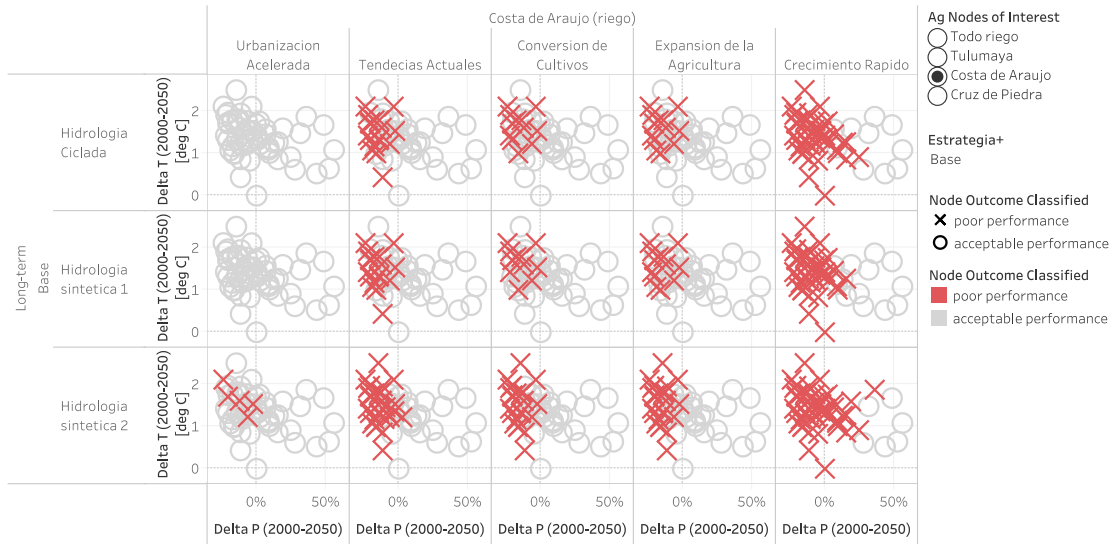 Costa de Araujo (riego)
Urbanizacion
Acelerada
Tendecias Actuales
Conversion de
Cultivos
Expansion de la
Agricultura
Crecimiento Rapido
Long-term
Base
Hidrologia
Ciclada
Delta T (2000-2050)
[deg C]
2
1
0
Hidrologia
sintetica 1
Delta T (2000-2050)
[deg C]
2
1
0
Hidrologia
sintetica 2
Delta T (2000-2050)
[deg C]
2
1
0
0% 50% 0% 50% 0% 50% 0% 50% 0% 50%
Delta P (2000-2050) Delta P (2000-2050) Delta P (2000-2050) Delta P (2000-2050) Delta P (2000-2050)
Ag Nodes of Interest
Todo riego
Tulumaya
Costa de Araujo
Cruz de Piedra
Estrategia+
Base
Node Outcome Classified
poor performance
acceptable performance
Node Outcome Classified
poor performance
acceptable performance